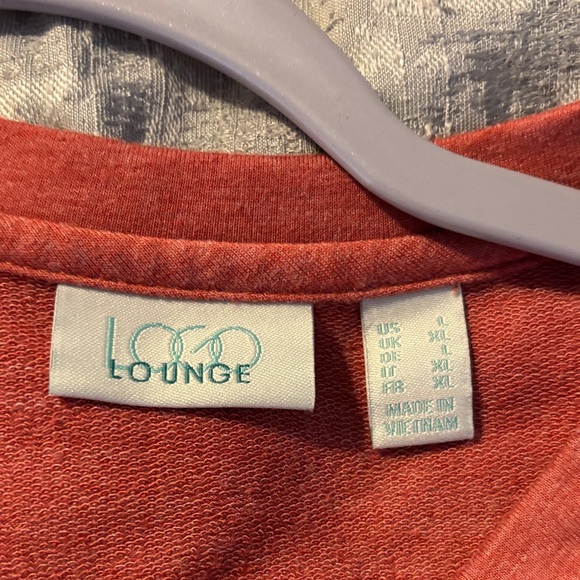 LOGO
LOUNGE
US L
UK XL
DE L
IT XL
FR XL
MADE IN
VIETNAM